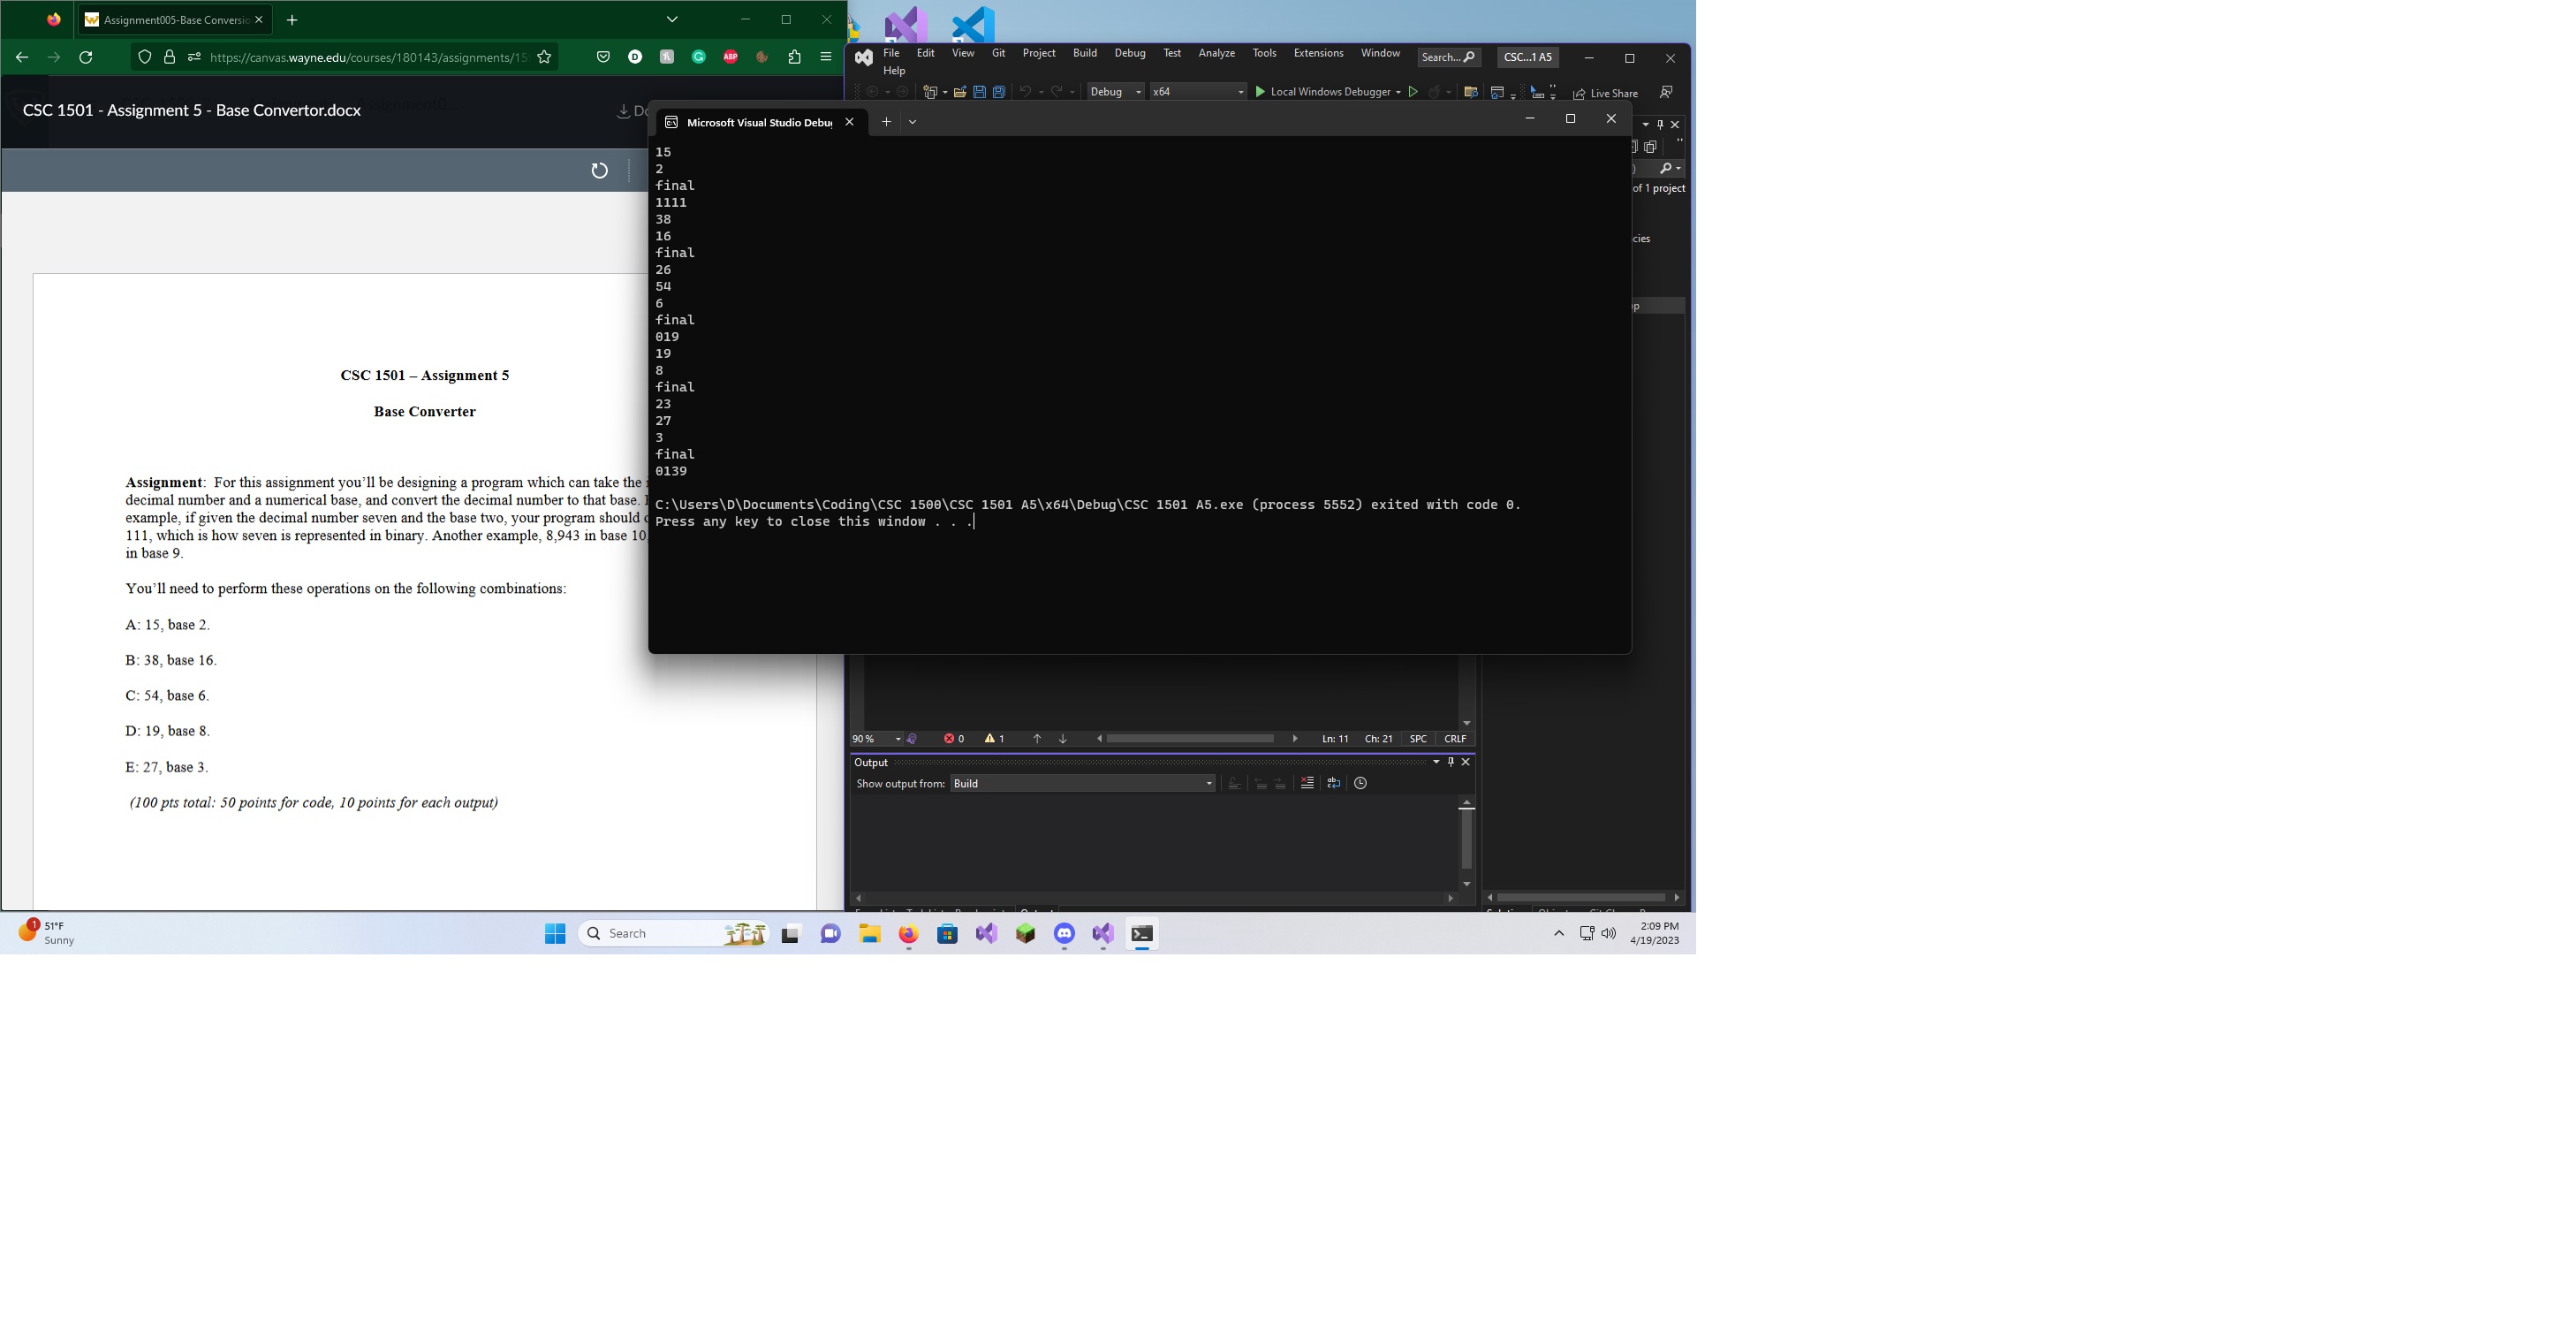 Assignment005-Base Conversio
https://canvas.wayne.edu/courses/180143/assignments/15
CSC 1501 - Assignment 5 - Base Convertor.docx
CSC 1501 – Assignment 5
Base Converter
Assignment: For this assignment you’ll be designing a program which can take the
decimal number and a numerical base, and convert the decimal number to that base.
example, if given the decimal number seven and the base two, your program should
111, which is how seven is represented in binary. Another example, 8,943 in base 10
in base 9.
You’ll need to perform these operations on the following combinations:
A: 15, base 2.
B: 38, base 16.
C: 54, base 6.
D: 19, base 8.
E: 27, base 3.
(100 pts total: 50 points for code, 10 points for each output)
File Edit View Git Project Build Debug Test Analyze Tools Extensions Window
Search...
CSC...1 A5
Help
Debug
x64
Local Windows Debugger
Live Share
Microsoft Visual Studio Debu
15
2
final
1111
38
16
final
26
54
6
final
019
19
8
final
23
27
3
final
0139
C:\Users\D\Documents\Coding\CSC 1500\CSC 1501 A5\x64\Debug\CSC 1501 A5.exe (process 5552) exited with code 0.
Press any key to close this window . . .
of 1 project
cies
90 %
0
1
Ln: 11
Ch: 21
SPC
CRLF
Output
Show output from:
Build
1
51°F
Sunny
Search
2:09 PM
4/19/2023